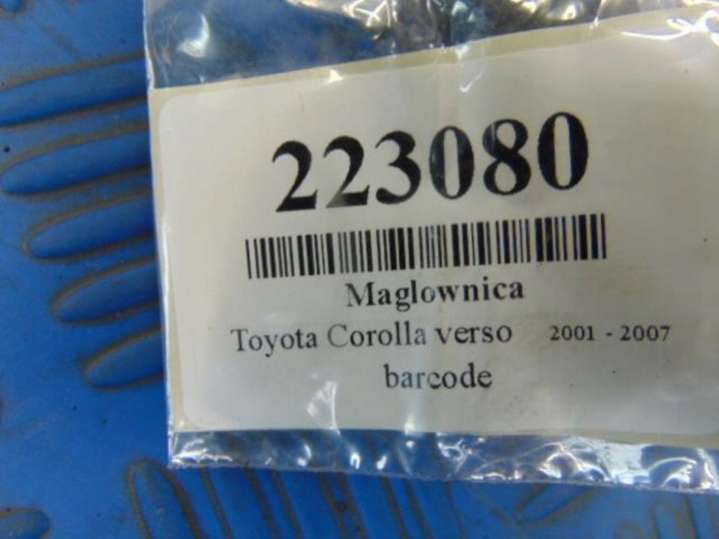 223080
Maglownica
Toyota Corolla verso 2001 - 2007
barcode